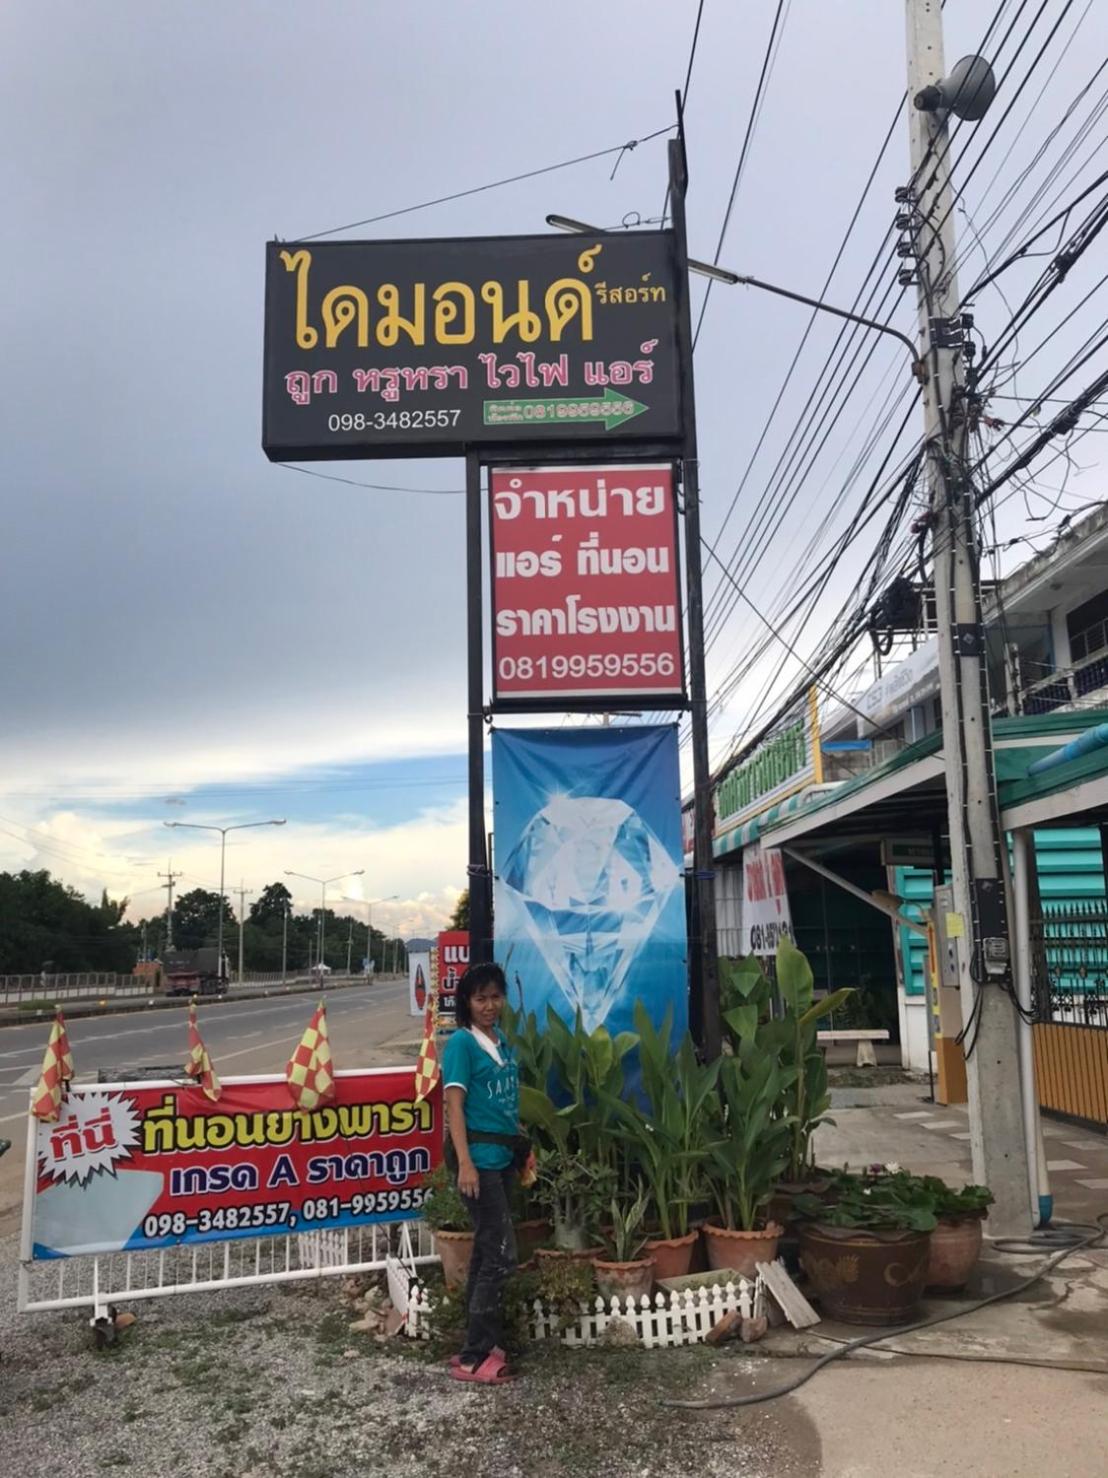 ไดมอนด์ รีสอร์ท
ถูก หรูหรา ไวไฟ แอร์
098-3482557
0819959556
จำหน่าย
แอร์ ที่นอน
ราคาโรงงาน
0819959556
ที่นี่ ที่นอนยางพารา
เกรด A ราคาถูก
098-3482557, 081-9959556